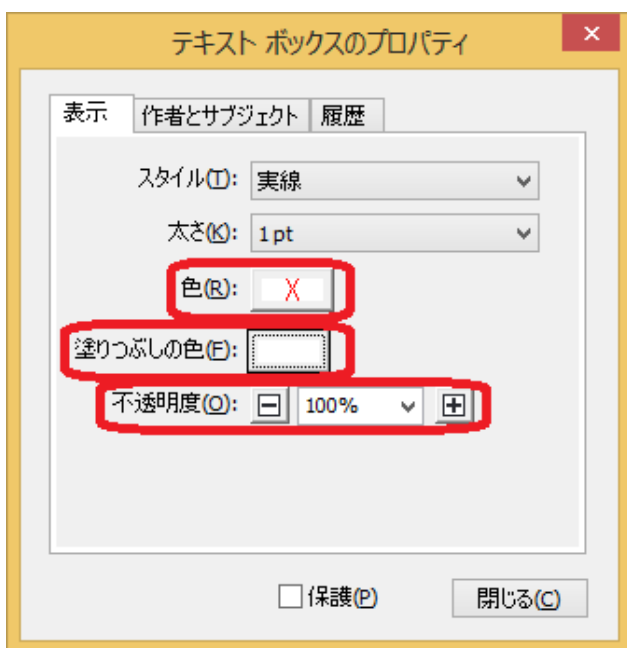 テキスト ボックスのプロパティ
表示 作者とサブジェクト 履歴
スタイル(T): 実線
太さ(K): 1 pt
色(R): X
塗りつぶしの色(F):
不透明度(O): 100%
保護(P) 閉じる(C)